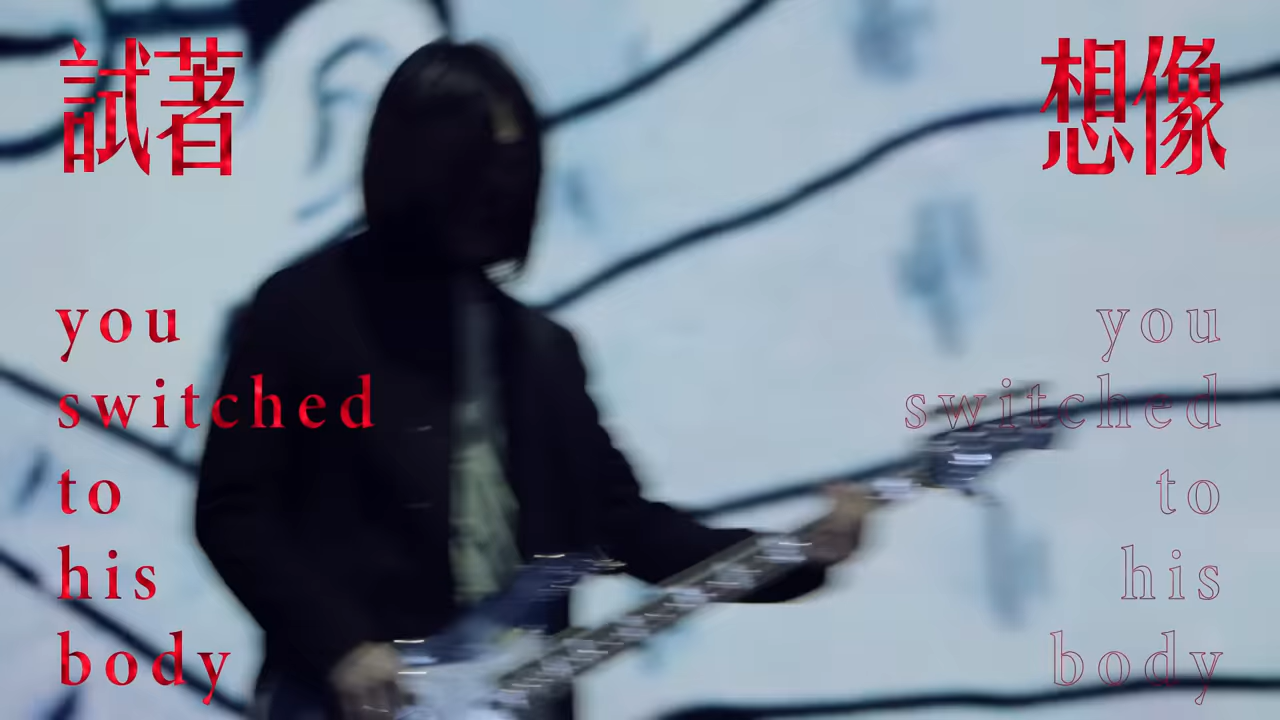 試著
想像
you
switched
to
his
body
you
switched
to
his
body